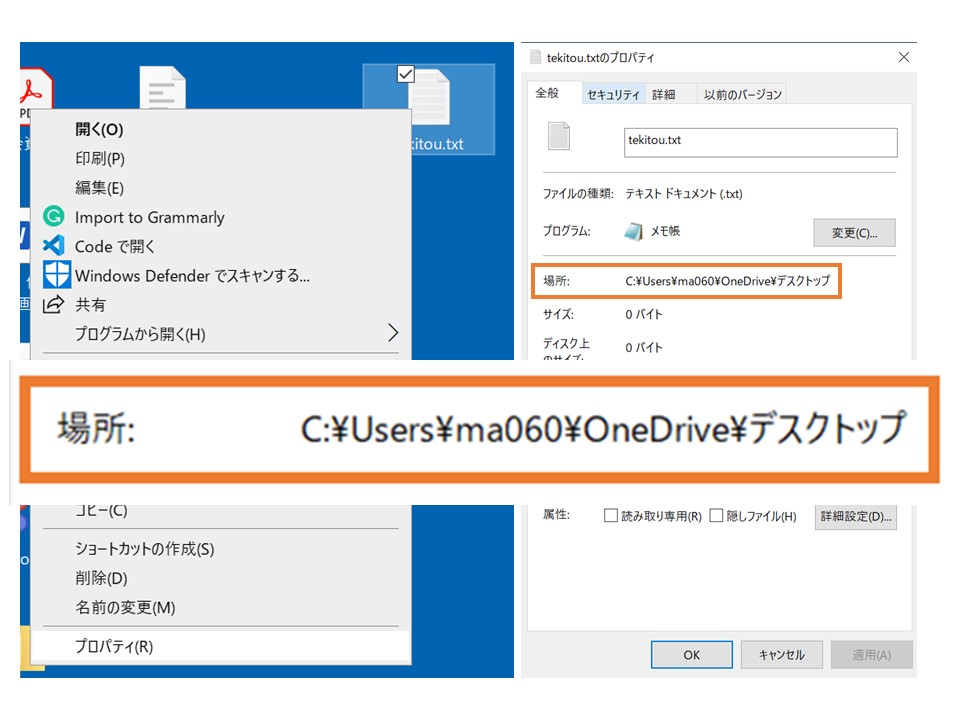 開く(O)
印刷(P)
編集(E)
Import to Grammarly
Code で開く
Windows Defender でスキャンする...
共有
プログラムから開く(H)
kitou.txt
tekitou.txtのプロパティ
全般
セキュリティ
詳細
以前のバージョン
tekitou.txt
ファイルの種類:
テキスト ドキュメント (.txt)
プログラム:
メモ帳
変更(C)...
場所:
C:¥Users¥ma060¥OneDrive¥デスクトップ
サイズ:
0 バイト
ディスク上
のサイズ:
0 バイト
場所:
C:¥Users¥ma060¥OneDrive¥デスクトップ
コピー(C)
ショートカットの作成(S)
削除(D)
名前の変更(M)
プロパティ(R)
属性:
読み取り専用(R)
隠しファイル(H)
詳細設定(D)...
OK
キャンセル
適用(A)